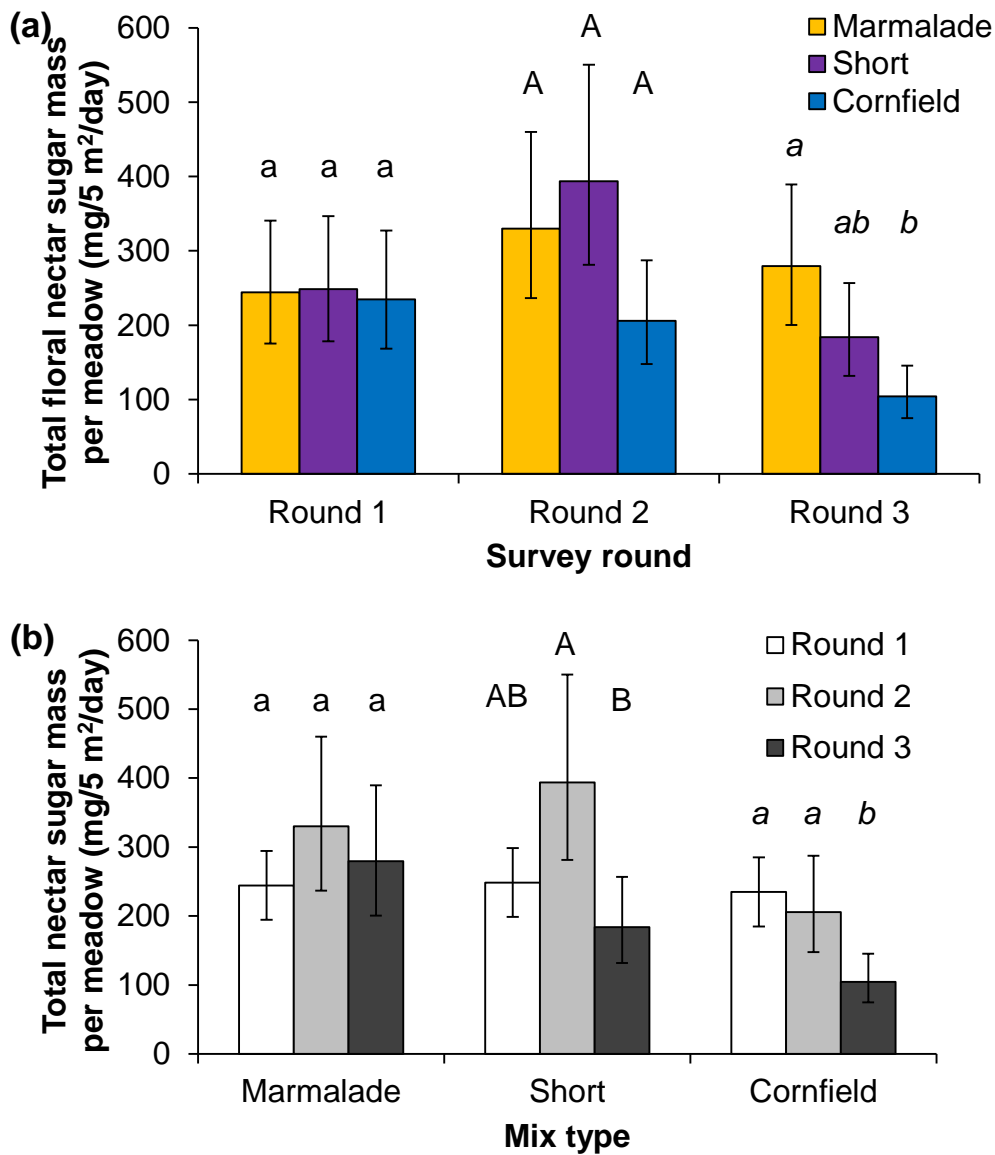 (a)
Total floral nectar sugar mass
per meadow (mg/5 m²/day)
600
500
400
300
200
100
0
Marmalade
Short
Cornfield
a a a
A A A
a ab b
Round 1 Round 2 Round 3
Survey round
(b)
Total nectar sugar mass
per meadow (mg/5 m²/day)
600
500
400
300
200
100
0
Round 1
Round 2
Round 3
a a a
AB A B
a a b
Marmalade Short Cornfield
Mix type